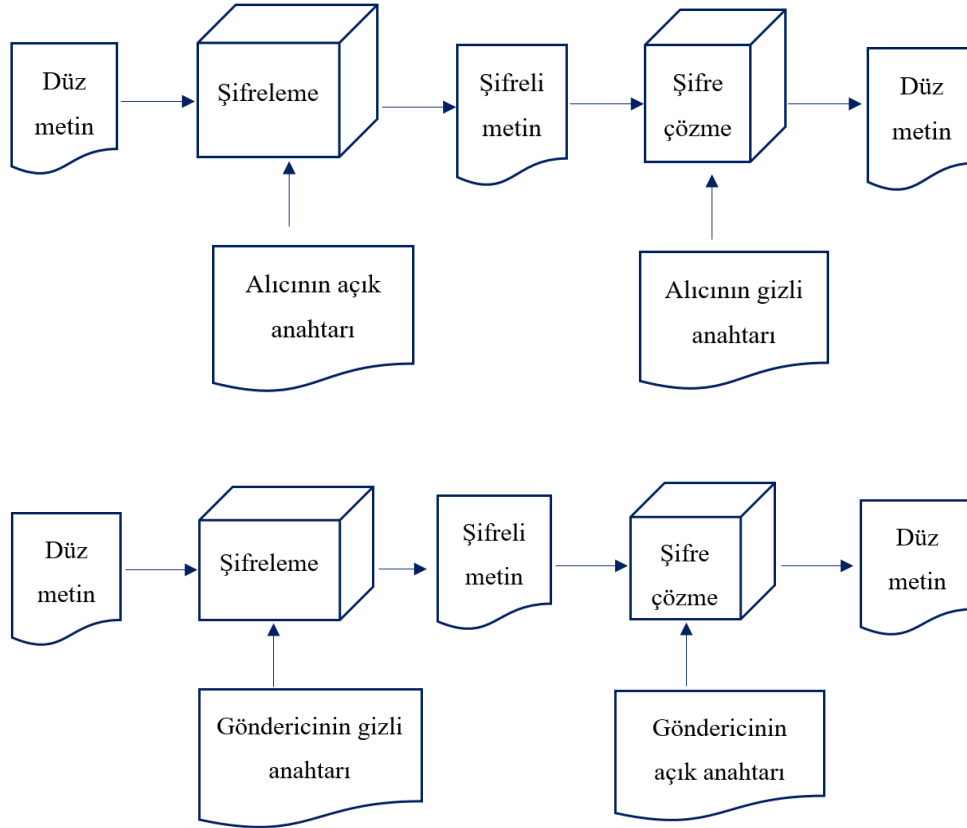 Düz
metin
Şifreleme
Şifreli
metin
Şifre
çözme
Düz
metin
Alıcının açık
anahtarı
Alıcının gizli
anahtarı
Düz
metin
Şifreleme
Şifreli
metin
Şifre
çözme
Düz
metin
Göndericinin gizli
anahtarı
Göndericinin
açık anahtarı